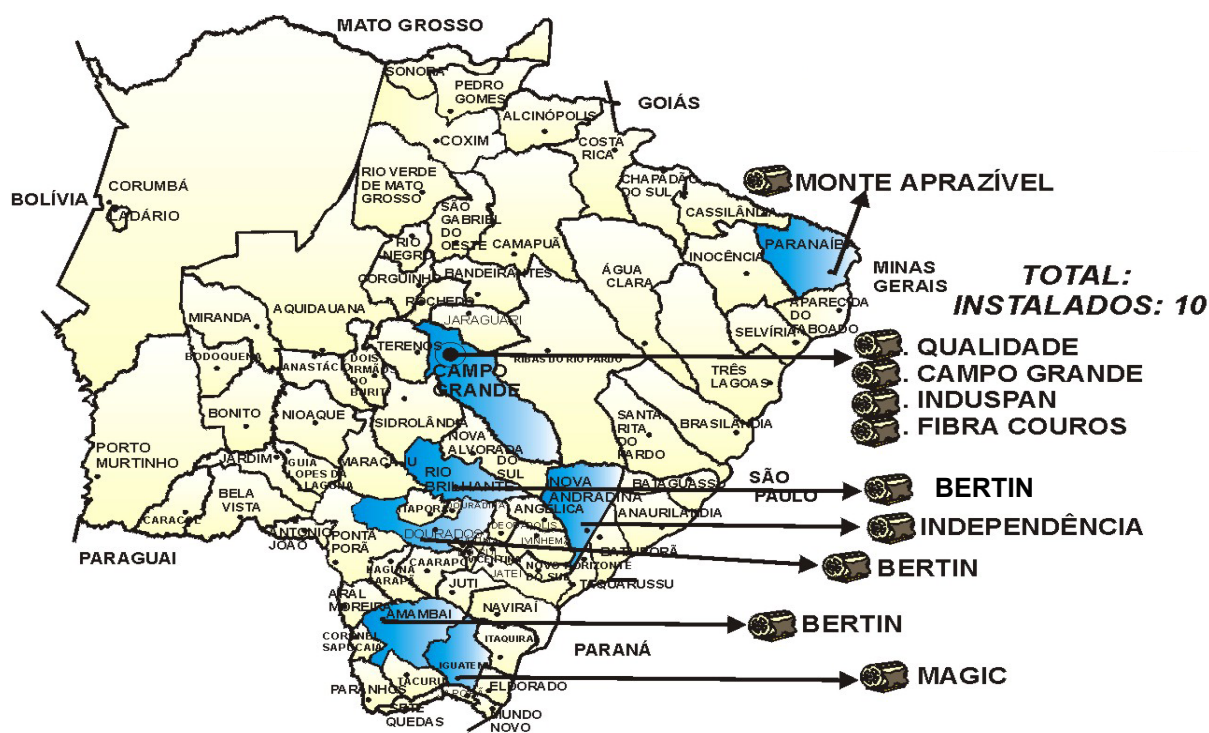 MATO GROSSO
SONORA
PEDRO
GOMES
GOIÁS
ALCINÓPOLIS
COXIM
COSTA
RICA
RIO VERDE
DE MATO
GROSSO
CHAPADÃO
DO SUL
MONTE APRAZÍVEL
BOLÍVIA
CORUMBÁ
LADÁRIO
SÃO
GABRIEL
DO
OESTE
CASSILÂNDIA
RIO
NEGRO
CAMAPUÃ
PARANAÍBA
INOCÊNCIA
ÁGUA
CLARA
MINAS
GERAIS
TOTAL:
INSTALADOS: 10
CORGUINHO
BANDEIRANTES
ROCHEDO
AQUIDAUANA
JARAGUARI
APARECIDA
DO
TABOADO
MIRANDA
SELVÍRIA
BODOQUENA
ANASTÁCIO
DOIS
IRMÃOS
DO
BURITI
TERENOS
CAMPO
GRANDE
RIBAS DO RIO PARDO
TRÊS
LAGOAS
. QUALIDADE
. CAMPO GRANDE
. INDUSPAN
. FIBRA COUROS
BONITO
NIOAQUE
SIDROLÂNDIA
SANTA
RITA
DO
PARDO
BRASILÂNDIA
PORTO
MURTINHO
JARDIM
GUIA
LOPES DA
LAGUNA
MARACAJU
NOVA
ALVORADA
DO
SUL
RIO
BRILHANTE
NOVA
ANDRADINA
BATAGUASSU
SÃO
PAULO
BERTIN
CARACOL
BELA
VISTA
ITAPORÃ
ANGÉLICA
ANAURILÂNDIA
INDEPENDÊNCIA
PARAGUAI
ANTONIO
JOÃO
PONTA
PORÃ
DOURADOS
IVINHEMA
BATIPORÃ
LAGUNA
CARAPÃ
CAARAPÓ
JATEÍ
NOVO HORIZONTE
DO SUL
TAQUARUSSU
BERTIN
ARAL
MOREIRA
JUTI
NAVIRAÍ
AMAMBAI
BERTIN
CORONEL
SAPUCAIA
ITAQUIRAI
PARANÁ
IGUATEMI
PARANHOS
TACURU
ELDORADO
MAGIC
SETE
QUEDAS
MUNDO
NOVO